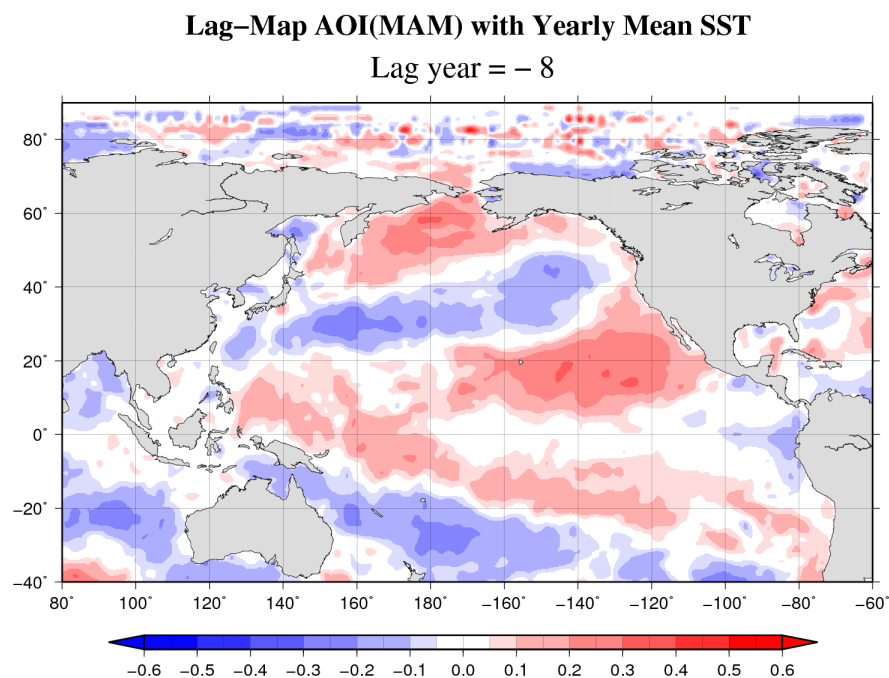 Lag−Map AOI(MAM) with Yearly Mean SST
Lag year = − 8
80˚
60˚
40˚
20˚
0˚
−20˚
−40˚
80 100 120 140 160 180 −160˚ −140˚ −120˚ −100˚ −80˚ −60˚
−0.6 −0.5 −0.4 −0.3 −0.2 −0.1 0.0 0.1 0.2 0.3 0.4 0.5 0.6